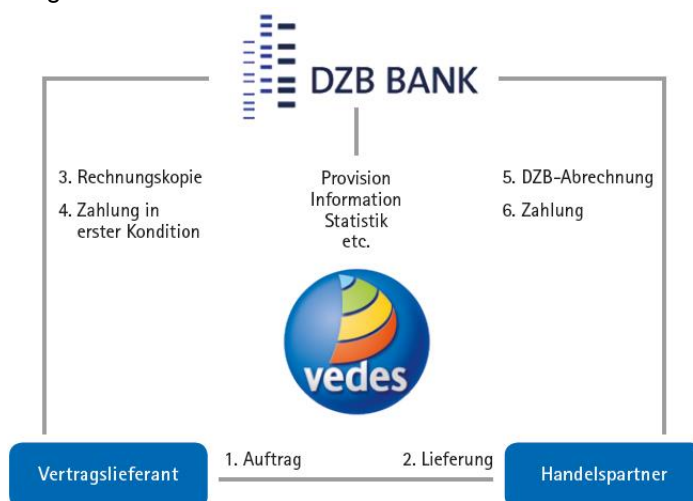 DZB BANK
3. Rechnungskopie
4. Zahlung in
erster Kondition
Provision
Information
Statistik
etc.
5. DZB-Abrechnung
6. Zahlung
vedes
Vertragslieferant
1. Auftrag
2. Lieferung
Handelspartner